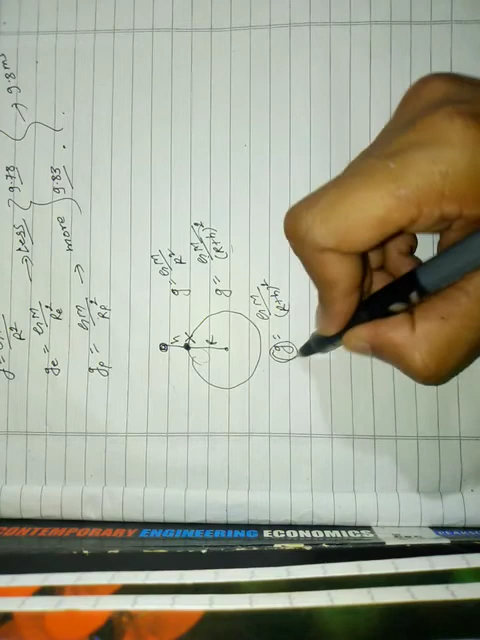 g = GM/R²
ge = GM/Re² → Less } 9.78
gp = GM/Rp² → more } 9.83. } → 9.8 ms
h
R
g = GM/R²
g = GM/(R+h)²
g = GM/(R+h)²
CONTEMPORARY ENGINEERING ECONOMICS